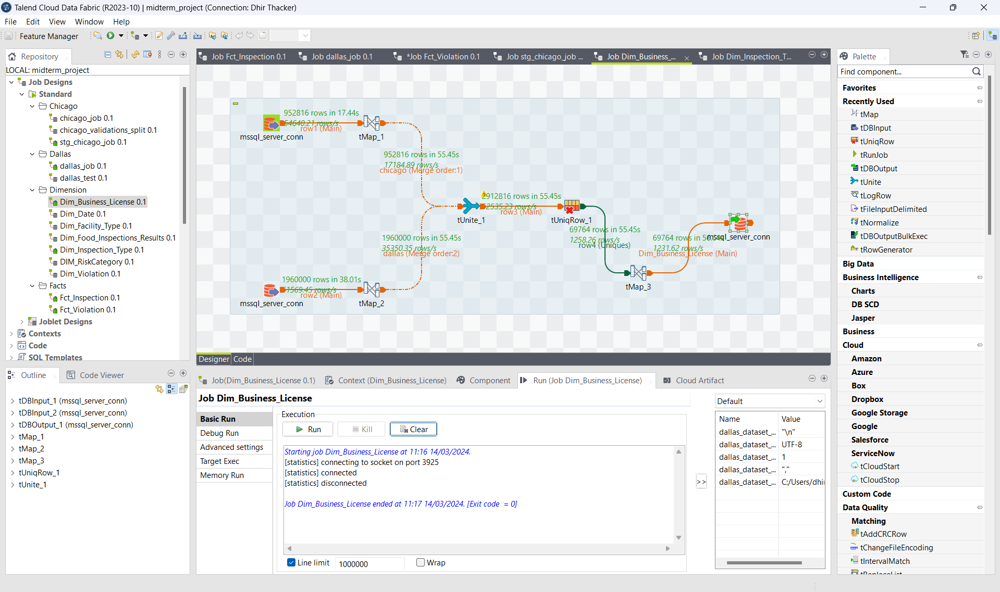 Talend Cloud Data Fabric (R2023-10) | midterm_project (Connection: Dhir Thacker)
File Edit View Window Help
Feature Manager
Repository
LOCAL: midterm_project
Job Designs
Standard
Chicago
chicago_job 0.1
chicago_validations_split 0.1
stg_chicago_job 0.1
Dallas
dallas_job 0.1
dallas_test 0.1
Dimension
Dim_Business_License 0.1
Dim_Date 0.1
Dim_Facility_Type 0.1
Dim_Food_Inspections_Results 0.1
Dim_Inspection_Type 0.1
DIM_RiskCategory 0.1
Dim_Violation 0.1
Facts
Fct_Inspection 0.1
Fct_Violation 0.1
Joblet Designs
Contexts
Code
SQL Templates
Outline
Code Viewer
tDBInput_1 (mssql_server_conn)
tDBInput_2 (mssql_server_conn)
tDBOutput_1 (mssql_server_conn)
tMap_1
tMap_2
tMap_3
tUniqRow_1
tUnite_1
Job Fct_Inspection 0.1
Job dallas_job 0.1
*Job Fct_Violation 0.1
Job stg_chicago_job ...
Job Dim_Business_...
Job Dim_Inspection_T...
952816 rows in 17.44s
54640.21 rows/s
row1 (Main)
mssql_server_conn
tMap_1
952816 rows in 55.45s
17184.89 rows/s
chicago (Merge order:1)
2912816 rows in 55.45s
52535.23 rows/s
row3 (Main)
tUnite_1
tUniqRow_1
69764 rows in 55.45s
1258.26 rows/s
row4 (Uniques)
1960000 rows in 55.45s
35350.35 rows/s
dallas (Merge order:2)
69764 rows in
1231.62 rows/s
Dim_Business_License (Main)
mssql_server_conn
tMap_3
1960000 rows in 38.01s
51569.45 rows/s
row2 (Main)
mssql_server_conn
tMap_2
Designer
Code
Job(Dim_Business_License 0.1)
Context (Dim_Business_License)
Component
Run (Job Dim_Business_License)
Cloud Artifact
Job Dim_Business_License
Basic Run
Debug Run
Advanced settings
Target Exec
Memory Run
Execution
Run
Kill
Clear
Starting job Dim_Business_License at 11:16 14/03/2024.
[statistics] connecting to socket on port 3925
[statistics] connected
[statistics] disconnected
Job Dim_Business_License ended at 11:17 14/03/2024. [Exit code = 0]
Line limit
1000000
Wrap
>>
Default
Name Value
dallas_dataset_... "\n"
dallas_dataset_... UTF-8
dallas_dataset_... 1
dallas_dataset_... ","
dallas_dataset_... C:/Users/dhi
Palette
Find component...
Favorites
Recently Used
tMap
tDBInput
tUniqRow
tRunJob
tDBOutput
tUnite
tLogRow
tFileInputDelimited
tNormalize
tDBOutputBulkExec
tRowGenerator
Big Data
Business Intelligence
Charts
DB SCD
Jasper
Business
Cloud
Amazon
Azure
Box
Dropbox
Google Storage
Google
Salesforce
ServiceNow
tCloudStart
tCloudStop
Custom Code
Data Quality
Matching
tAddCRCRow
tChangeFileEncoding
tIntervalMatch
tReplaceList